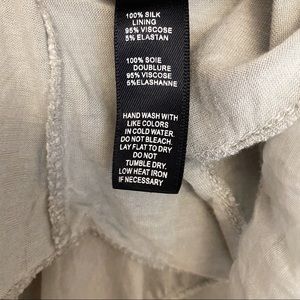 100% SILK
LINING
95% VISCOSE
5% ELASTAN
100% SOIE
DOUBLURE
95% VISCOSE
5%ELASHANNE
HAND WASH WITH
LIKE COLORS
IN COLD WATER.
DO NOT BLEACH.
LAY FLAT TO DRY
DO NOT
TUMBLE DRY.
LOW HEAT IRON
IF NECESSARY